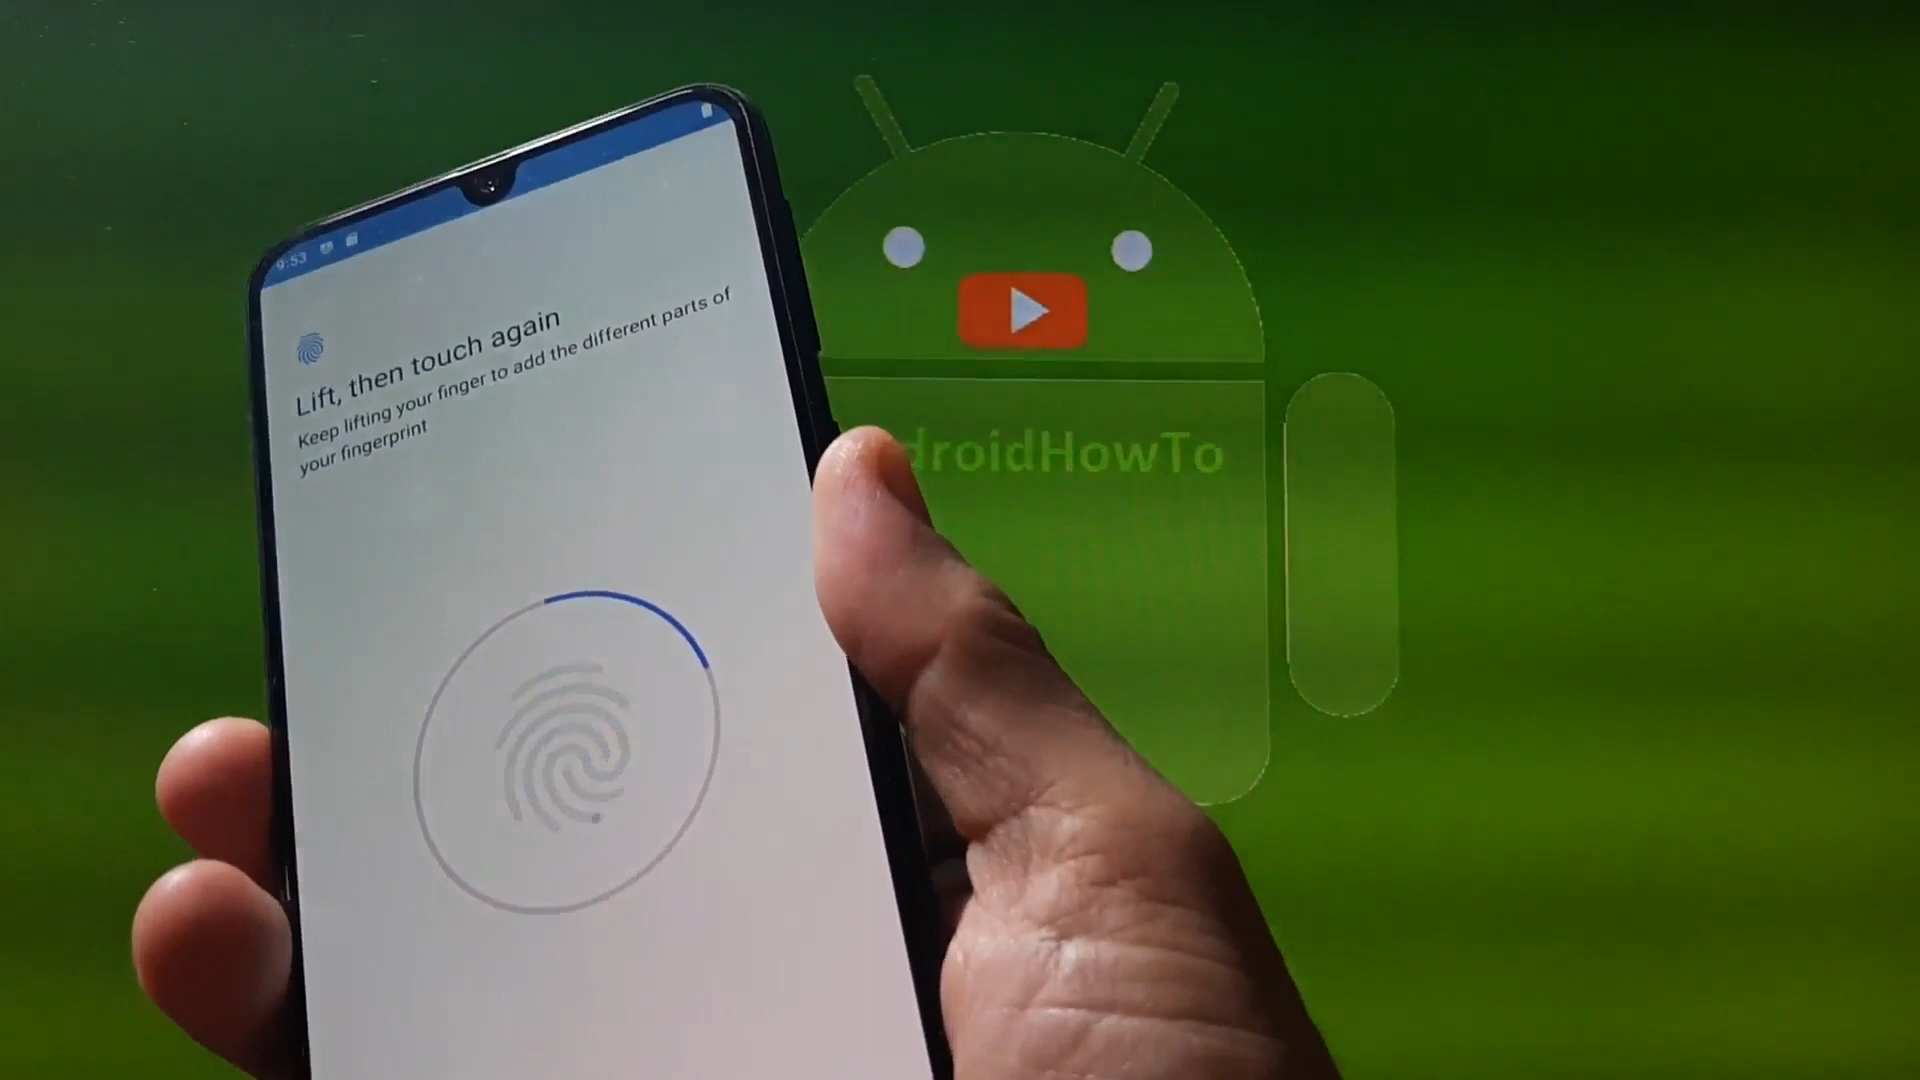 9:53
Lift, then touch again
Keep lifting your finger to add the different parts of
your fingerprint
droidHowTo